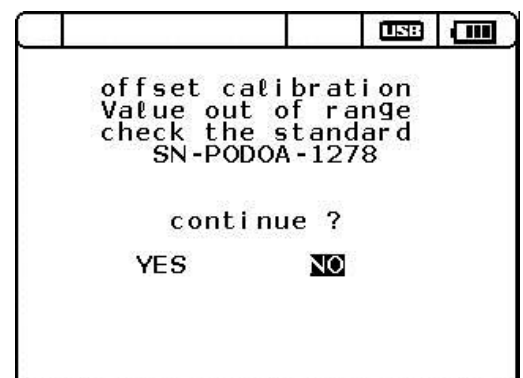 USB
offset calibration
Value out of range
check the standard
SN-PODOA-1278
continue ?
YES NO